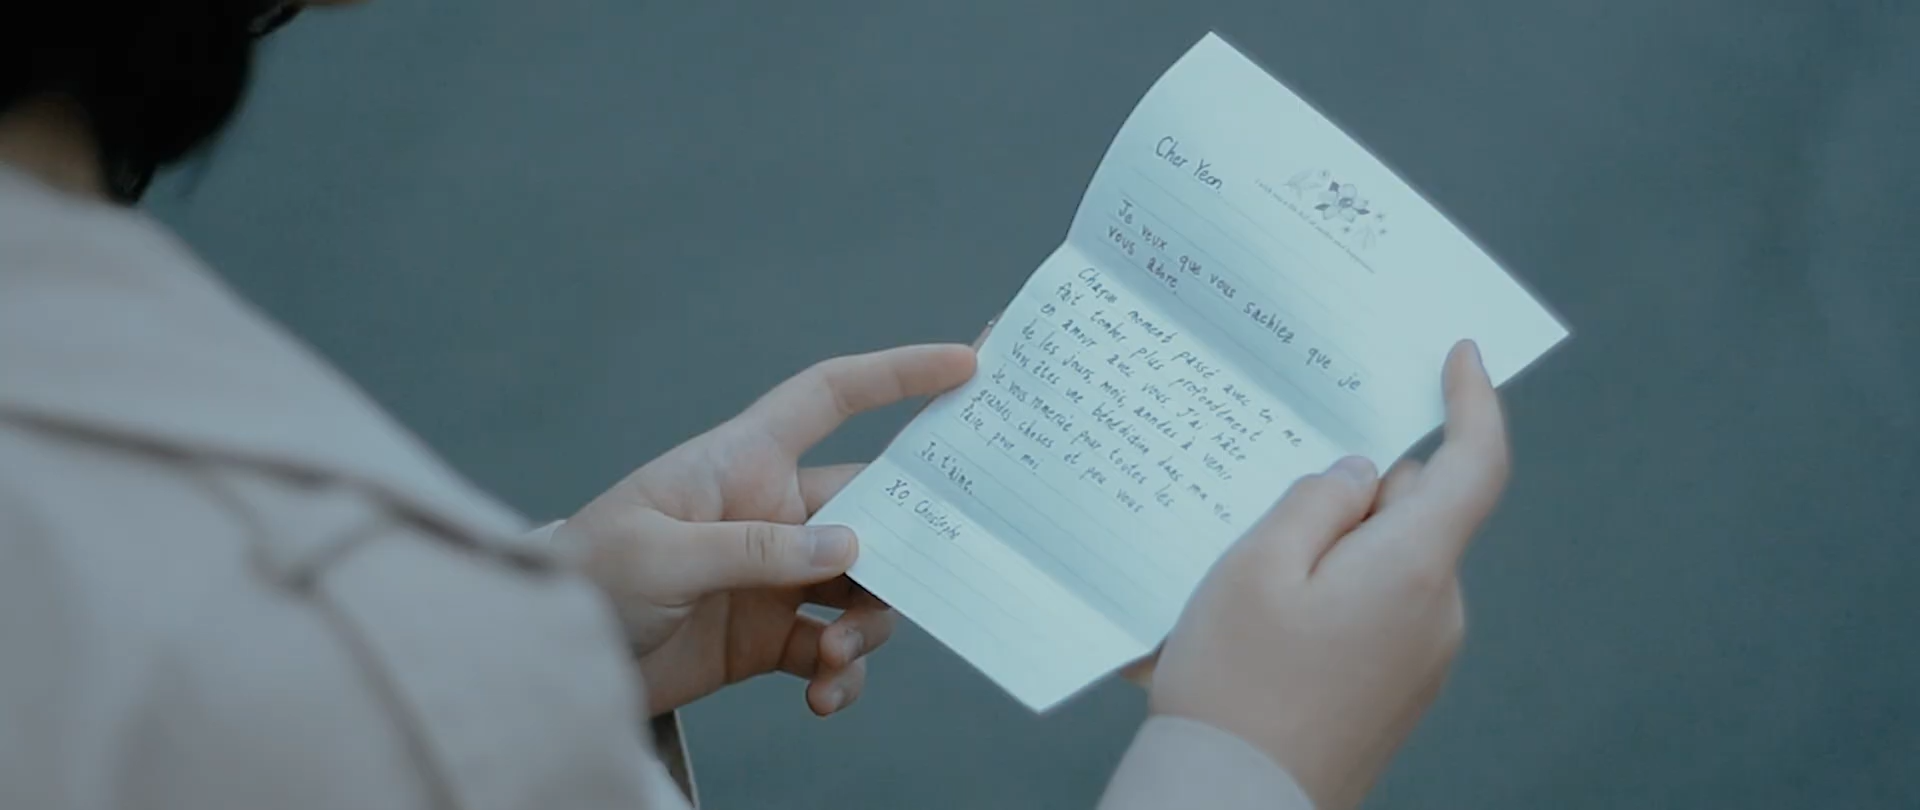 Cher Yeon,
Je veux que vous sachiez que je
vous adore.
Chaque moment passé avec toi me
fait tomber plus profondément
en amour avec vous J'ai hâte
de les jours, mois, années à venir
Vous êtes une bénédiction dans ma vie.
Je vous remercie pour toutes les
grandes choses et peu vous
faire pour moi
Je t'aime.
XO, Christophe